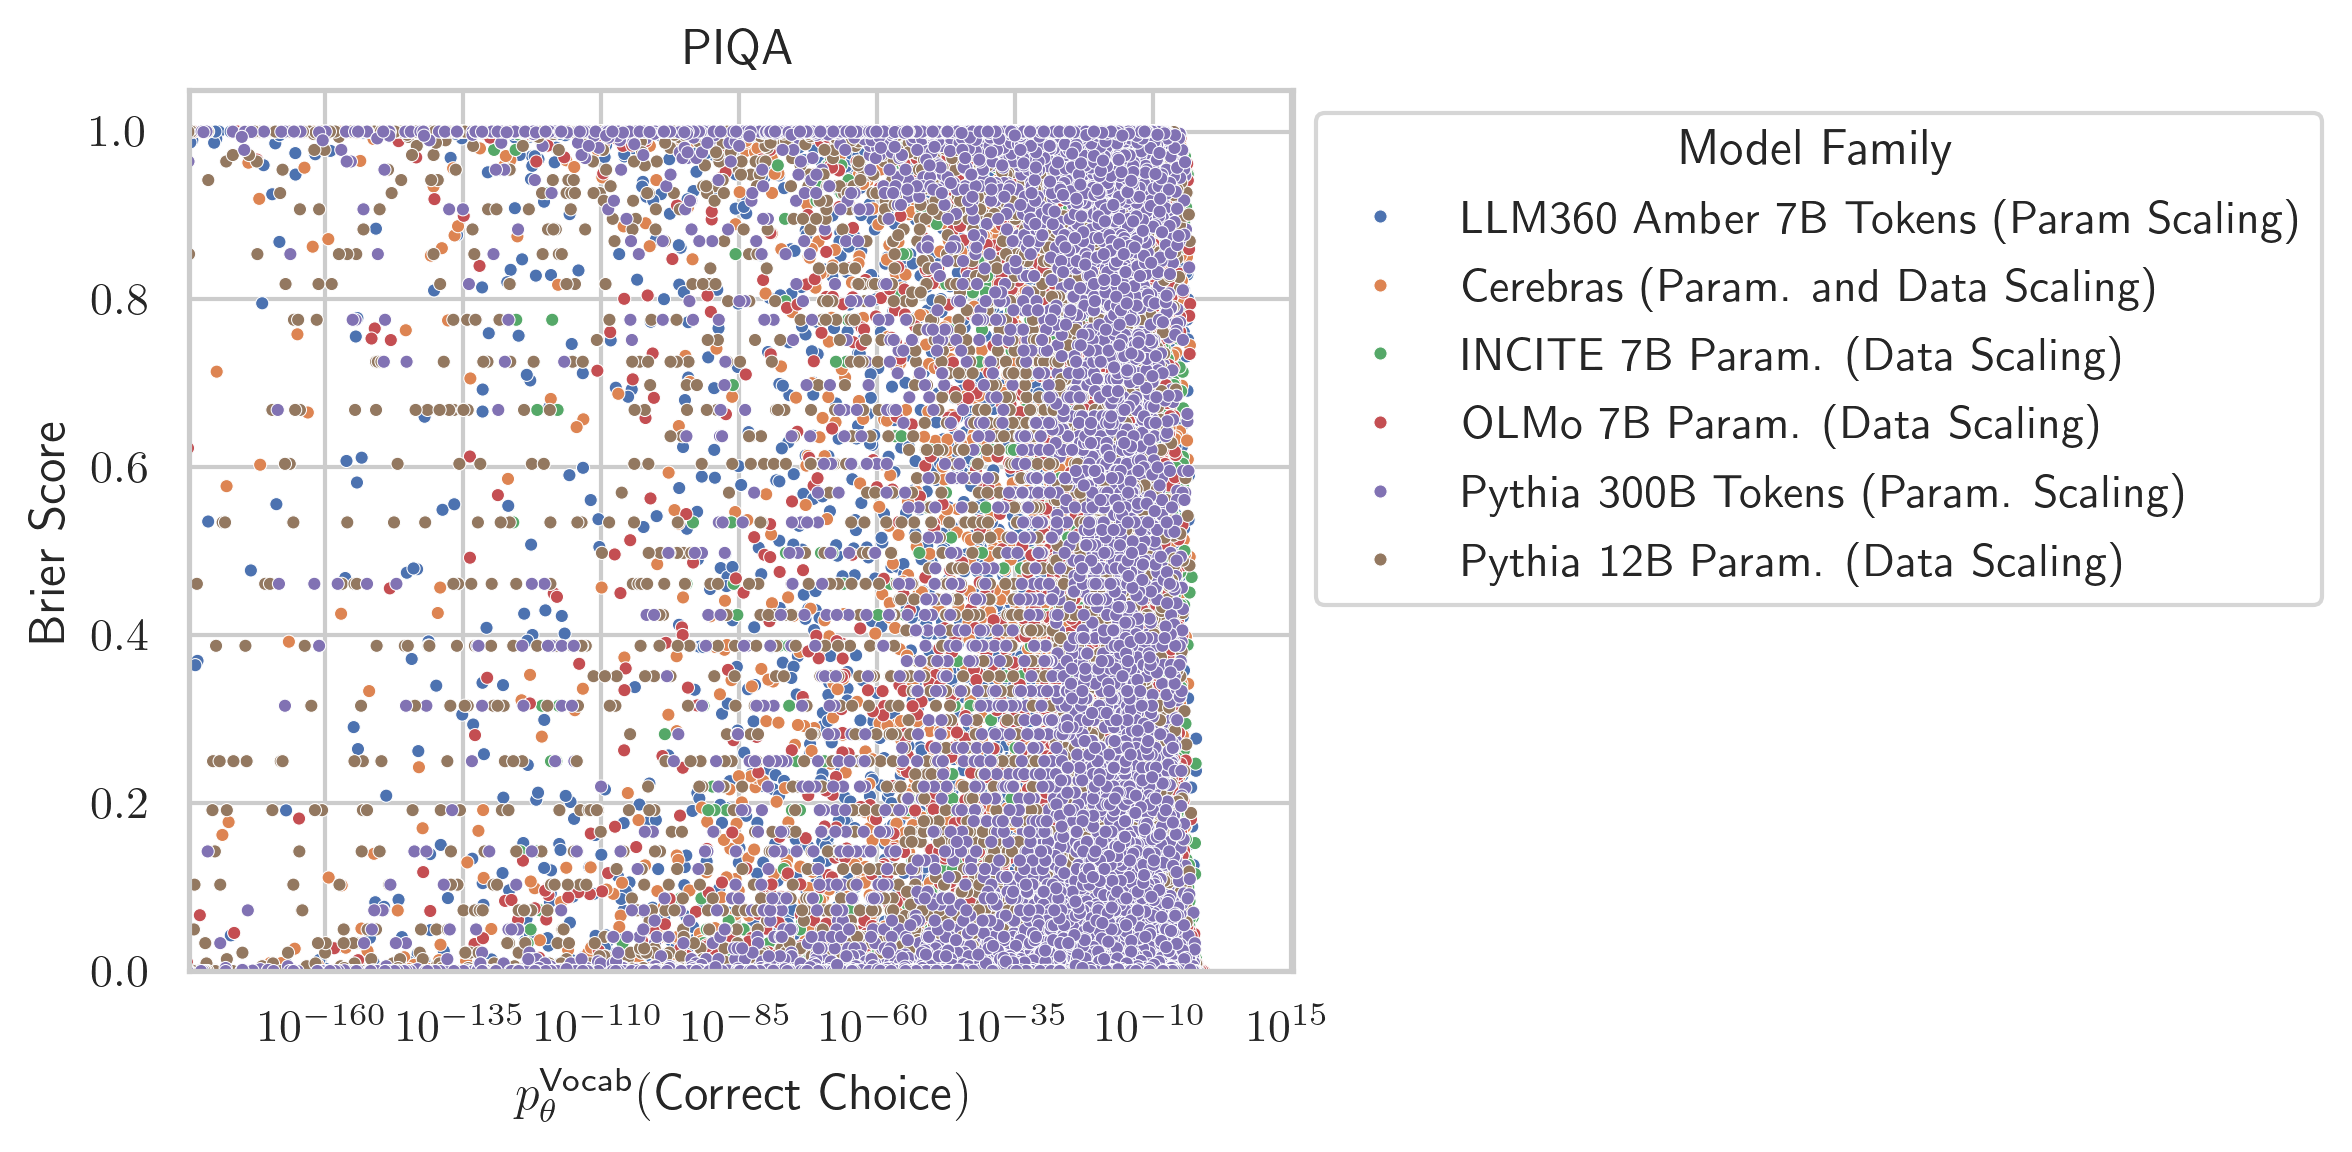 PIQA
Model Family
LLM360 Amber 7B Tokens (Param Scaling)
Cerebras (Param. and Data Scaling)
INCITE 7B Param. (Data Scaling)
OLMo 7B Param. (Data Scaling)
Pythia 300B Tokens (Param. Scaling)
Pythia 12B Param. (Data Scaling)
Brier Score
1.0
0.8
0.6
0.4
0.2
0.0
10^{-160} 10^{-135} 10^{-110} 10^{-85} 10^{-60} 10^{-35} 10^{-10} 10^{15}
p_θ^{Vocab}(Correct Choice)